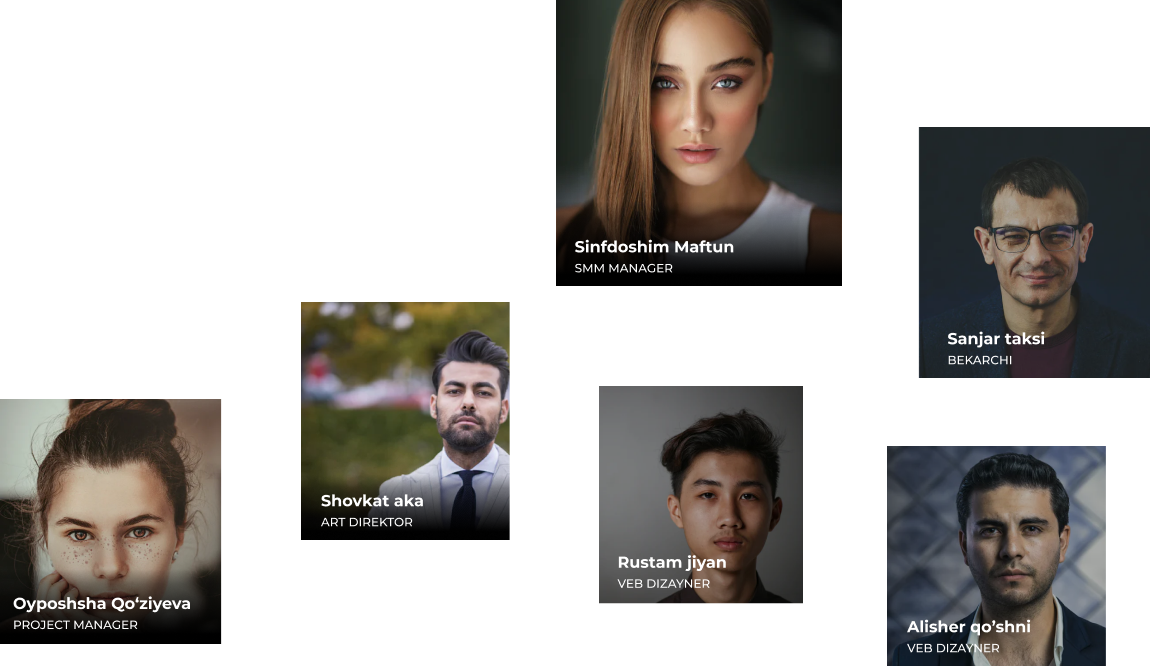 Sinfdoshim Maftun
SMM MANAGER
Sanjar taksi
BEKARCHI
Shovkat aka
ART DIREKTOR
Rustam jiyan
VEB DIZAYNER
Oyposhsha Qo‘ziyeva
PROJECT MANAGER
Alisher qo’shni
VEB DIZAYNER